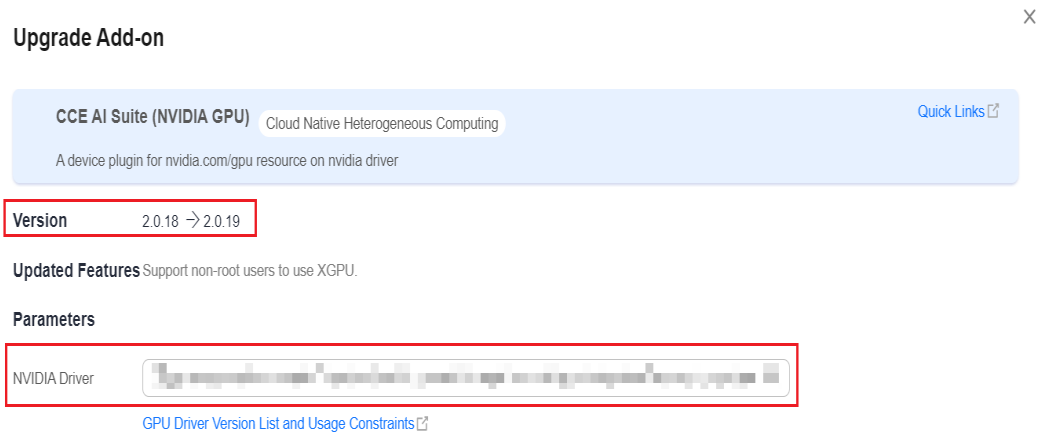 Upgrade Add-on
CCE AI Suite (NVIDIA GPU) Cloud Native Heterogeneous Computing Quick Links
A device plugin for nvidia.com/gpu resource on nvidia driver
Version 2.0.18 → 2.0.19
Updated Features Support non-root users to use XGPU.
Parameters
NVIDIA Driver
GPU Driver Version List and Usage Constraints